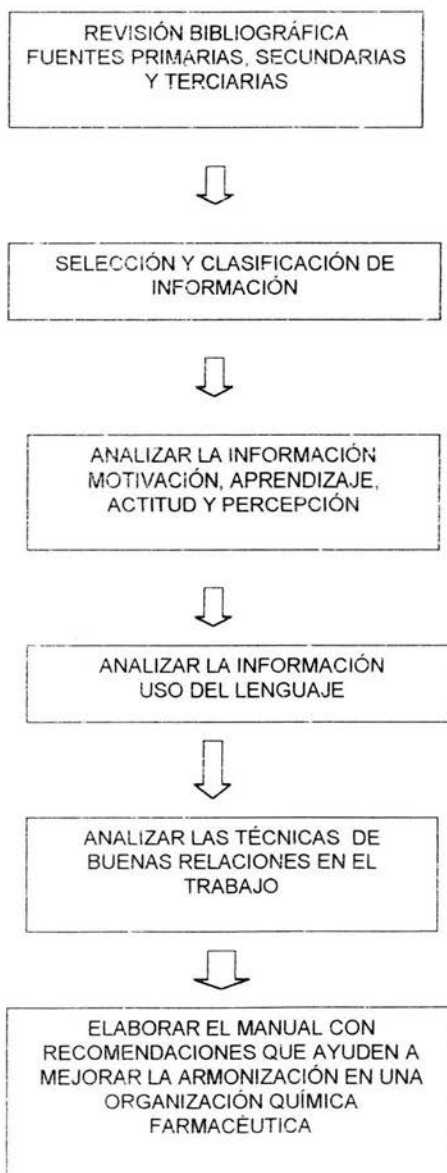 REVISIÓN BIBLIOGRÁFICA
FUENTES PRIMARIAS, SECUNDARIAS
Y TERCIARIAS
SELECCIÓN Y CLASIFICACIÓN DE
INFORMACIÓN
ANALIZAR LA INFORMACIÓN
MOTIVACIÓN, APRENDIZAJE,
ACTITUD Y PERCEPCIÓN
ANALIZAR LA INFORMACIÓN
USO DEL LENGUAJE
ANALIZAR LAS TÉCNICAS DE
BUENAS RELACIONES EN EL
TRABAJO
ELABORAR EL MANUAL CON
RECOMENDACIONES QUE AYUDEN A
MEJORAR LA ARMONIZACIÓN EN UNA
ORGANIZACIÓN QUÍMICA
FARMACÉUTICA